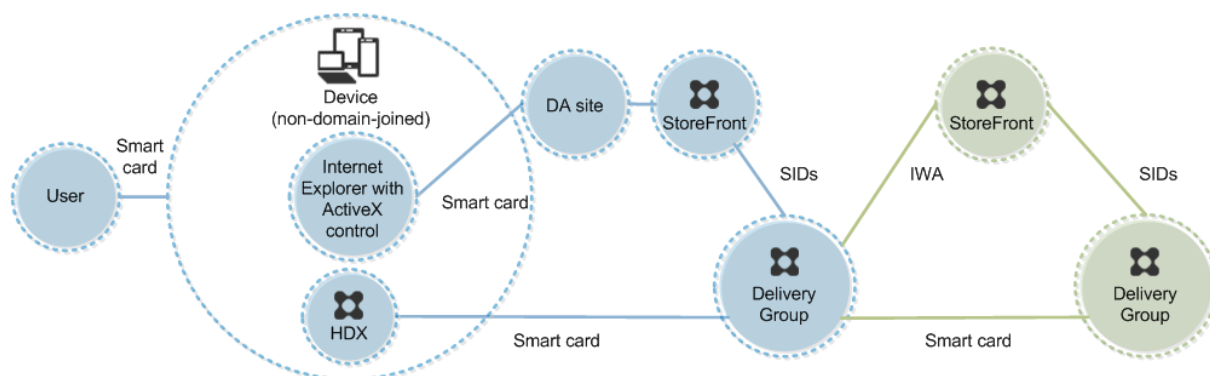 User
Smart
card
Device
(non-domain-joined)
Internet
Explorer with
ActiveX
control
HDX
Smart card
DA site
StoreFront
SIDs
Smart card
Delivery
Group
IWA
StoreFront
SIDs
Smart card
Delivery
Group